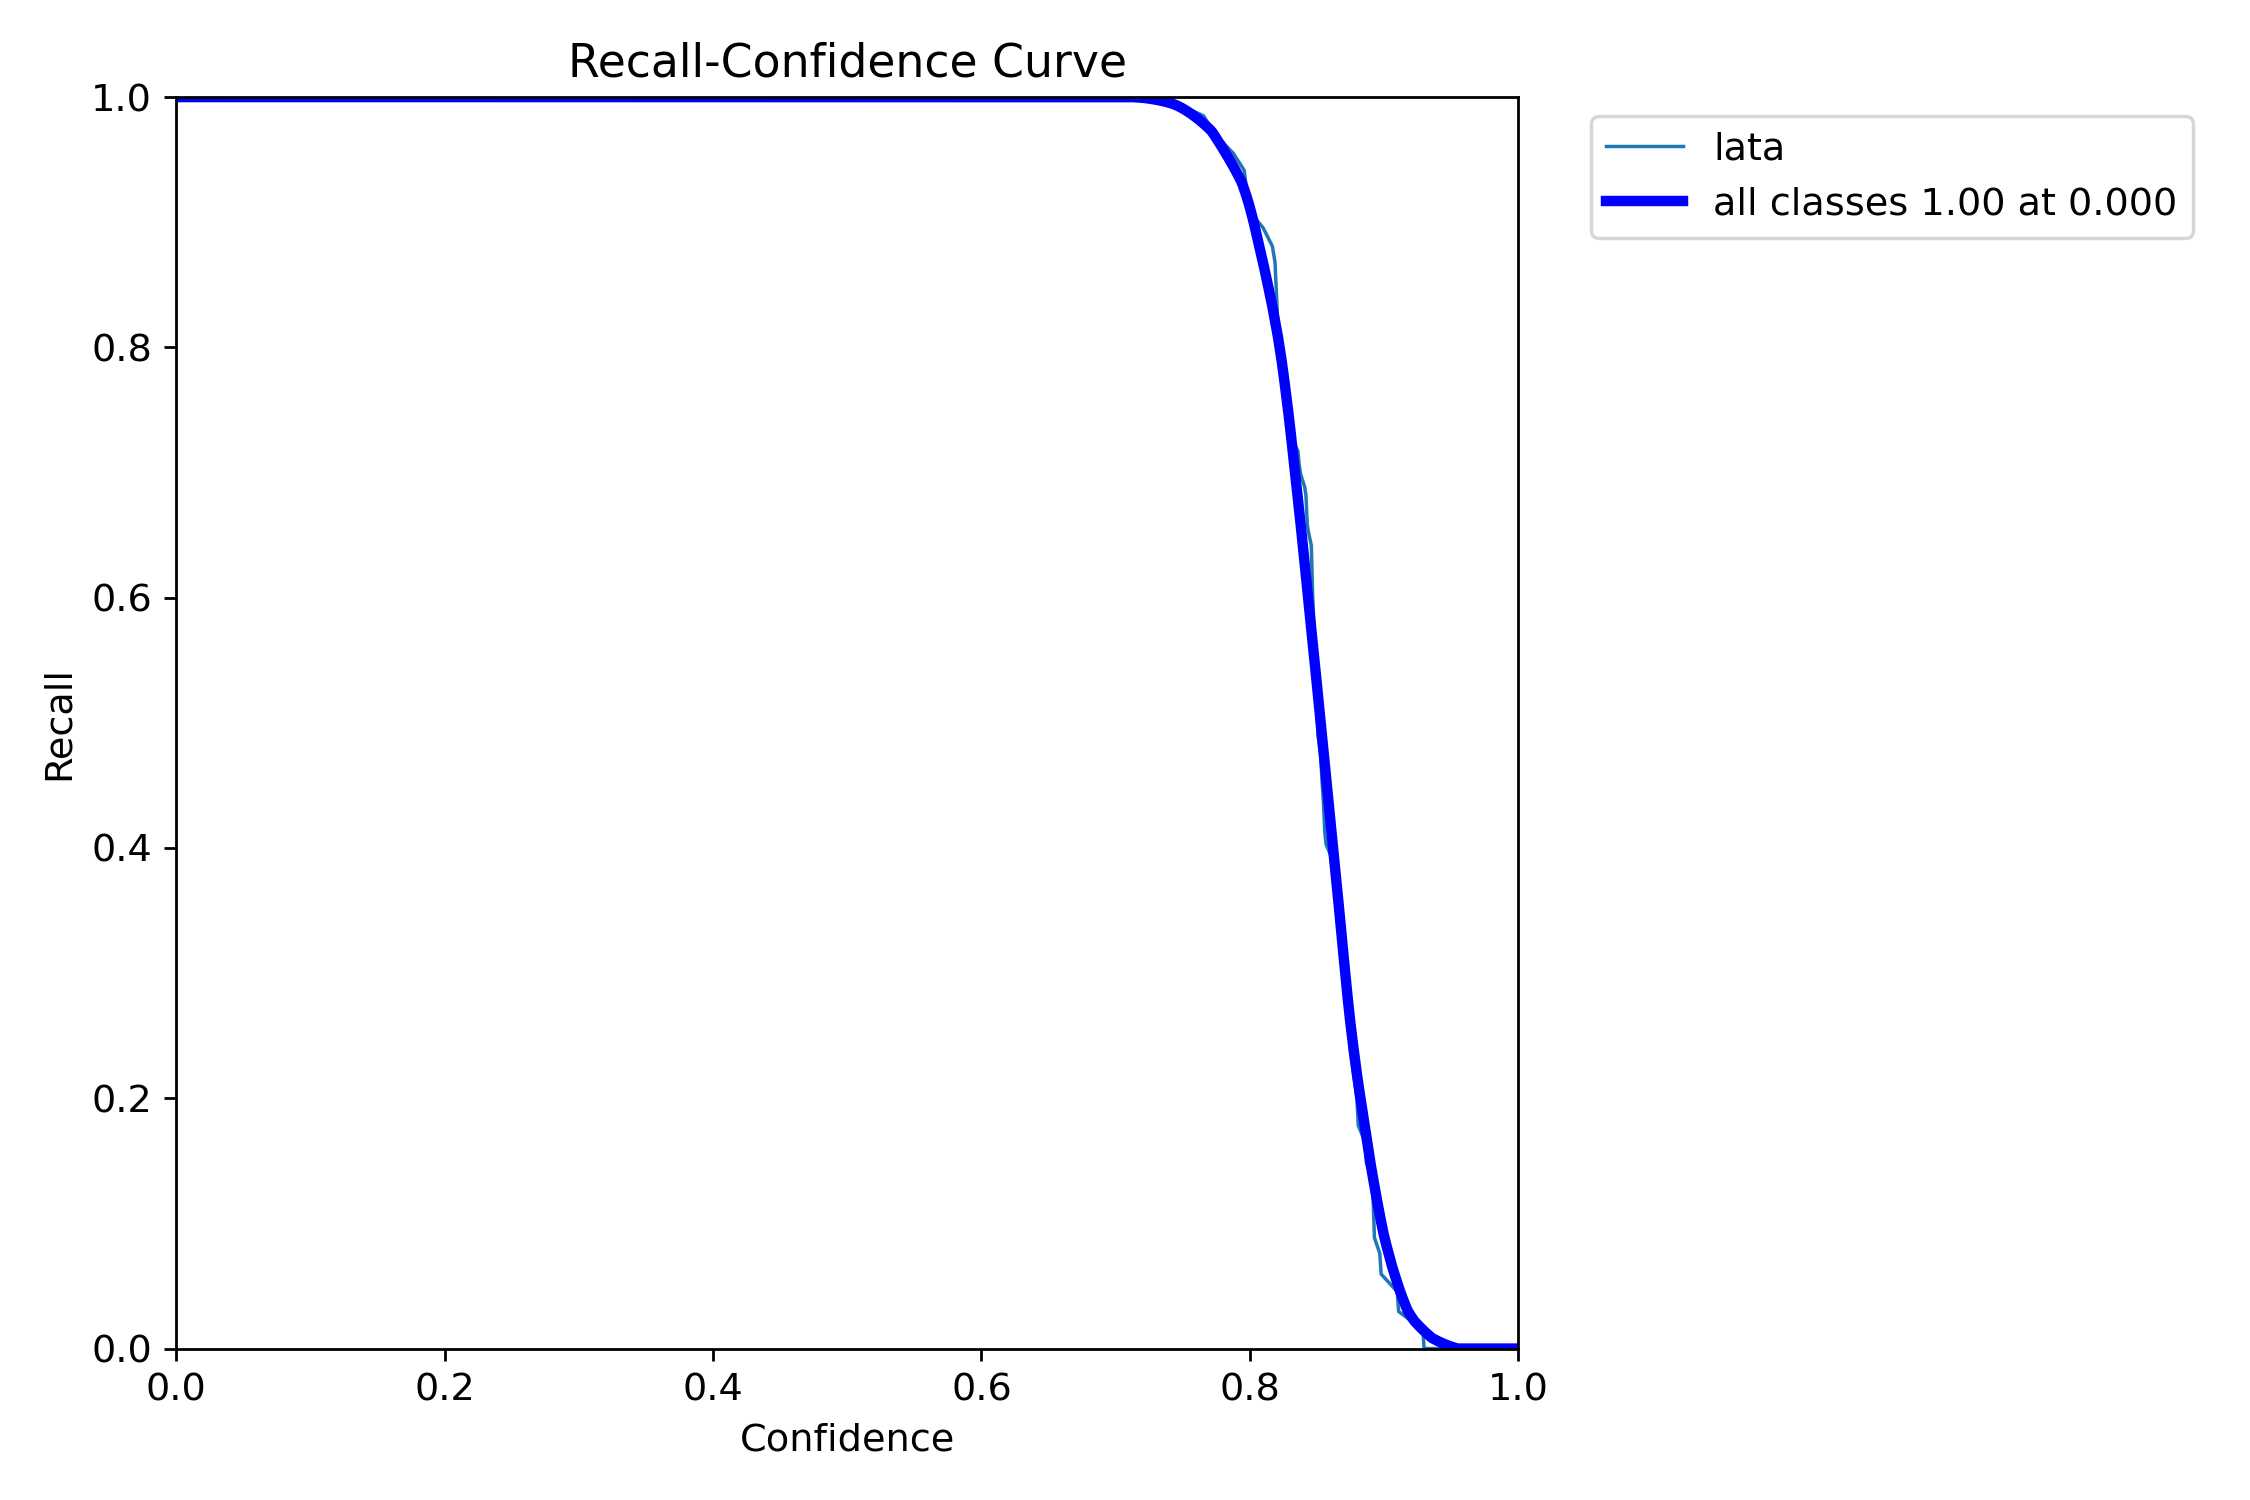 Recall-Confidence Curve
1.0
0.8
0.6
0.4
0.2
0.0
Recall
0.0 0.2 0.4 0.6 0.8 1.0
Confidence
lata
all classes 1.00 at 0.000